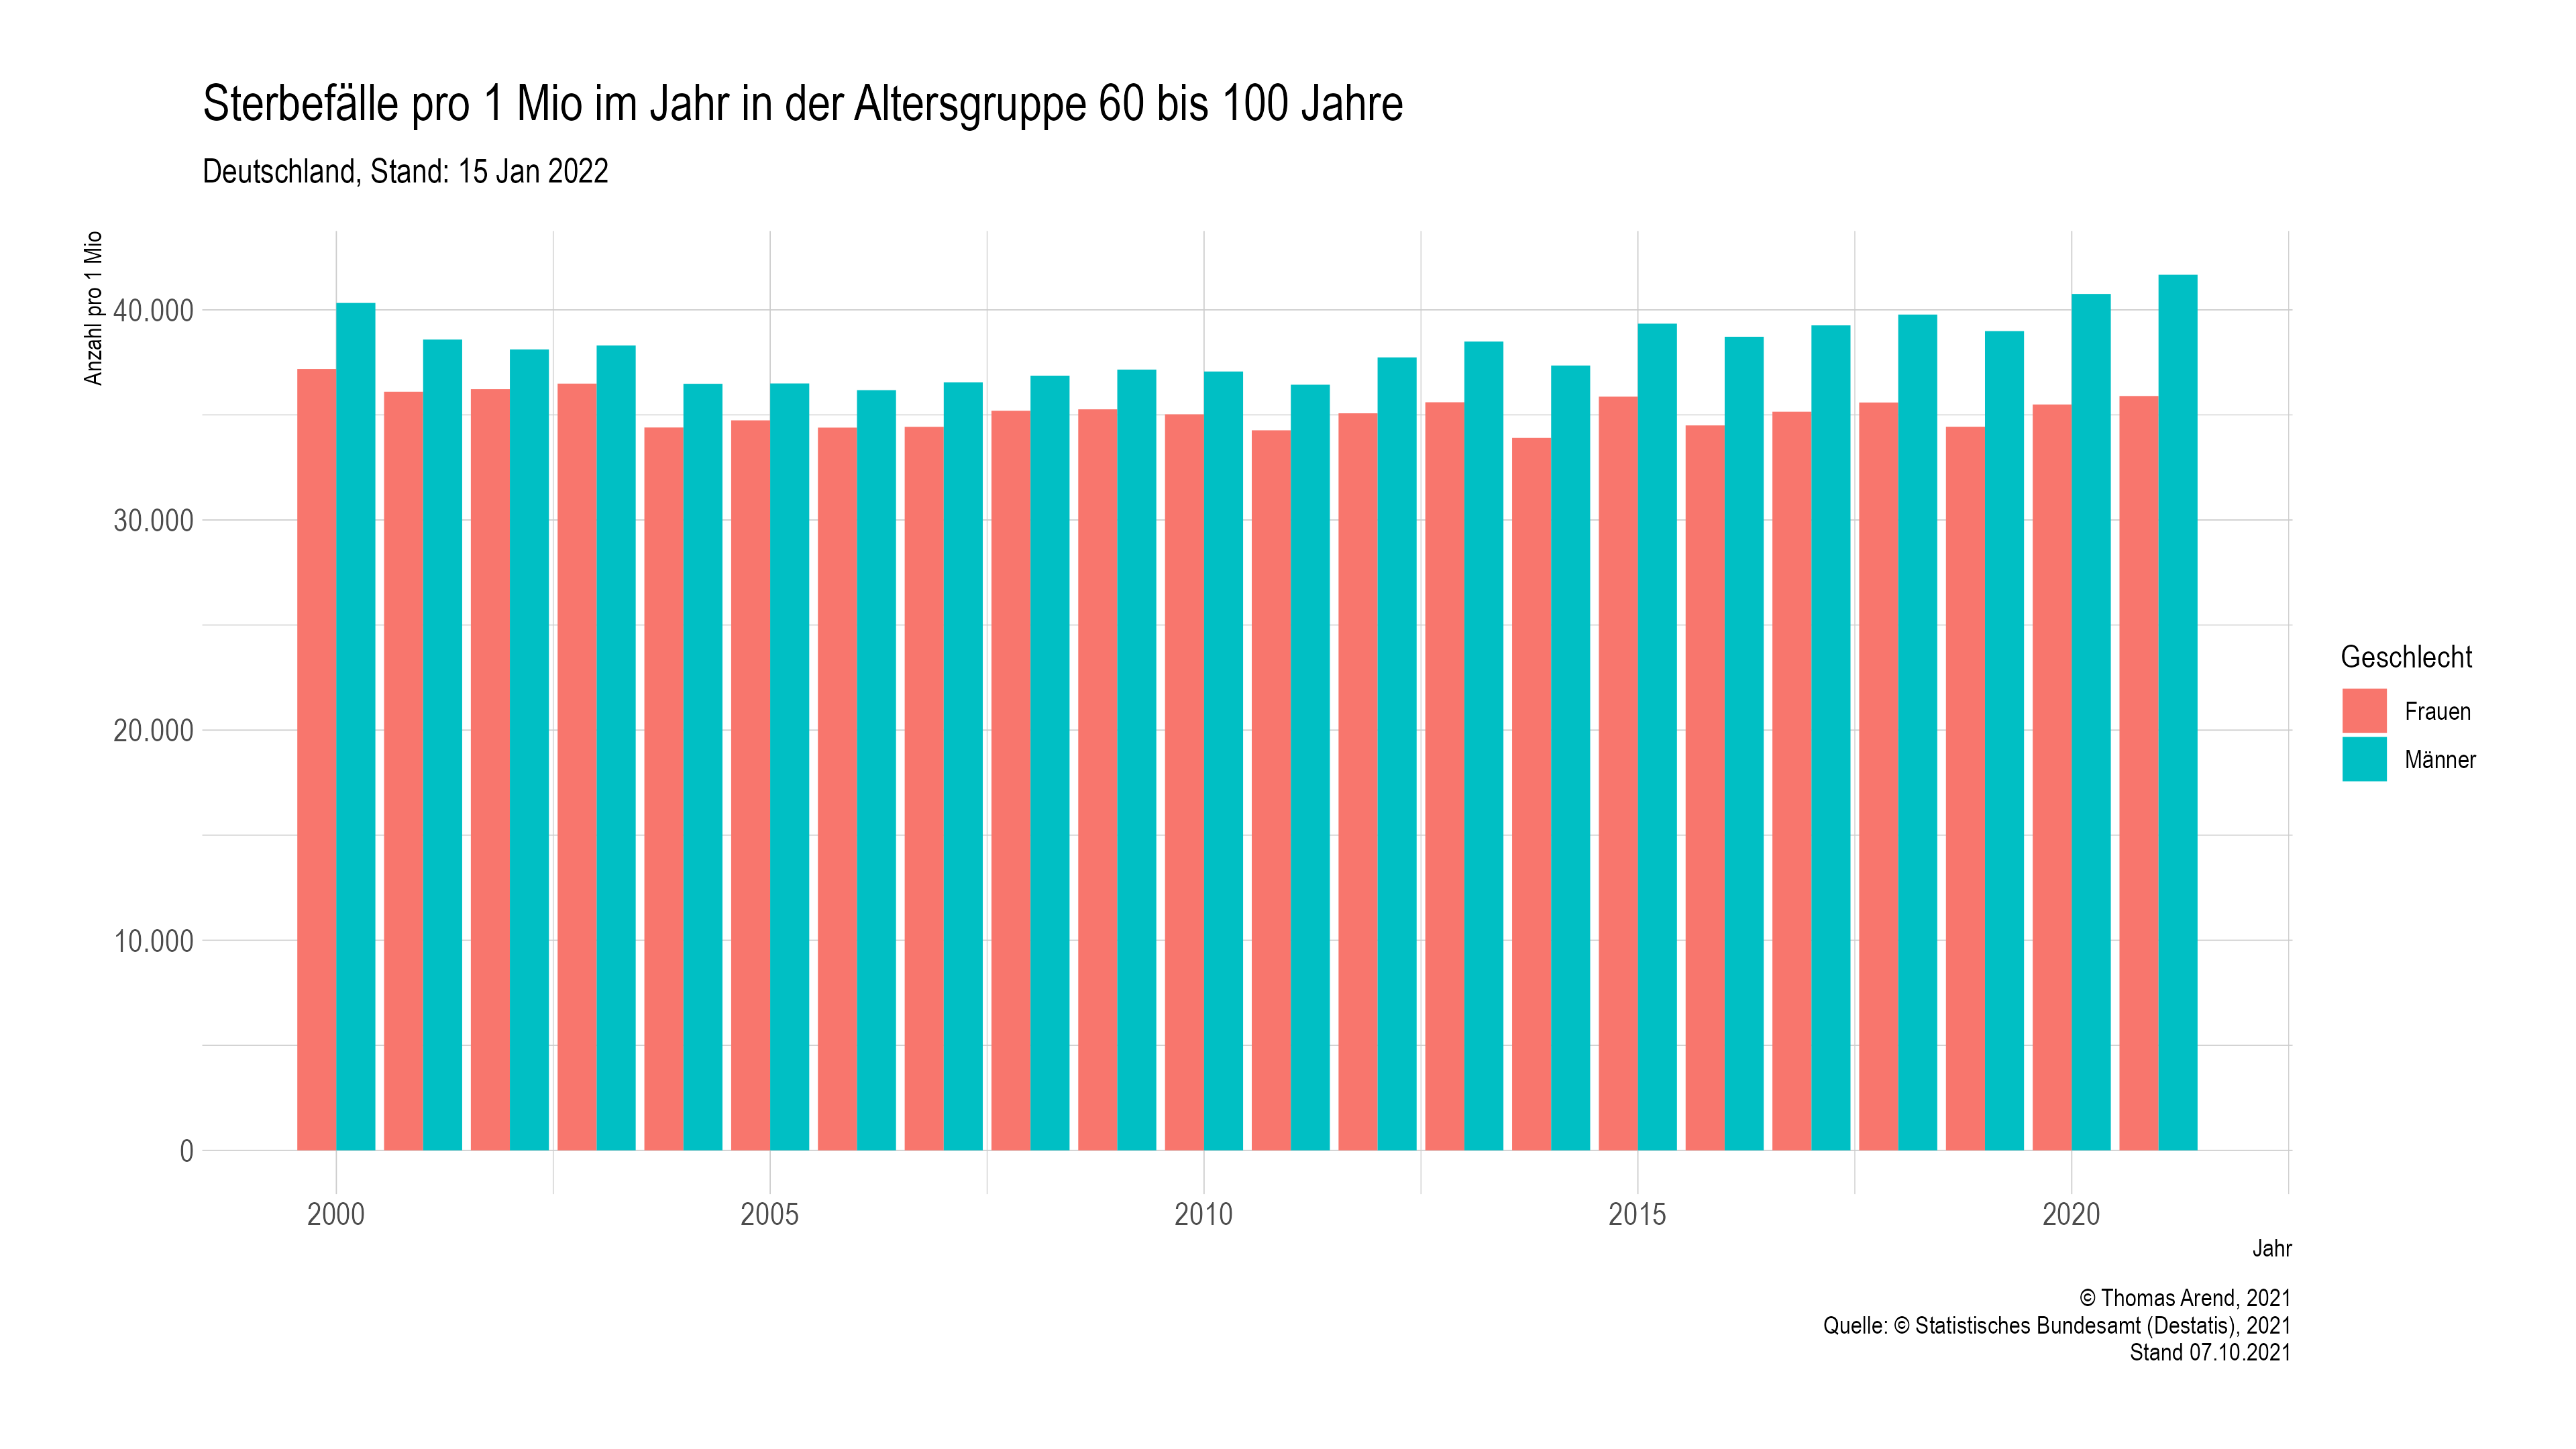 Sterbefälle pro 1 Mio im Jahr in der Altersgruppe 60 bis 100 Jahre
Deutschland, Stand: 15 Jan 2022
Anzahl pro 1 Mio
40.000
30.000
20.000
10.000
0
2000
2005
2010
2015
2020
Jahr
Geschlecht
Frauen
Männer
© Thomas Arend, 2021
Quelle: © Statistisches Bundesamt (Destatis), 2021
Stand 07.10.2021